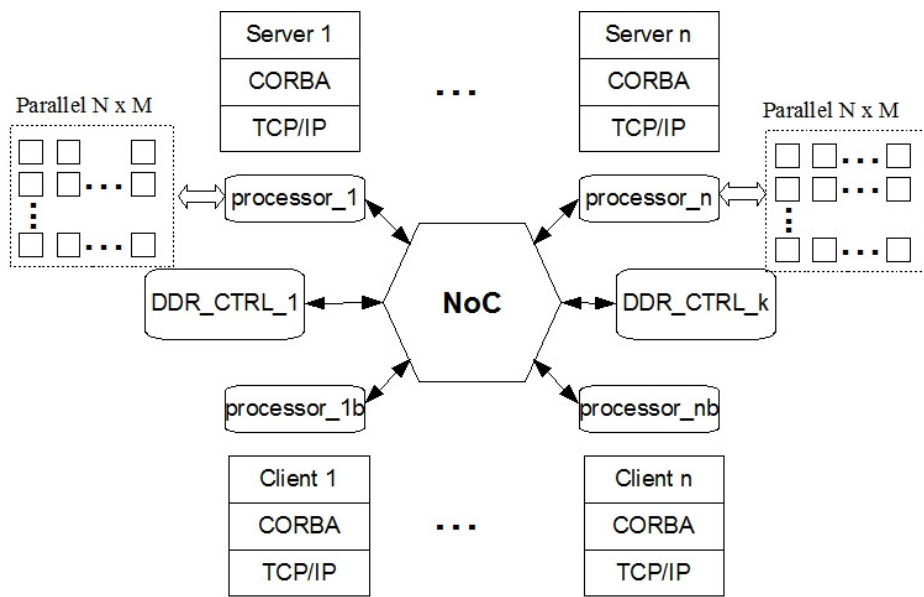 Server 1
CORBA
TCP/IP
Server n
CORBA
TCP/IP
Parallel N x M
Parallel N x M
processor_1
processor_n
DDR_CTRL_1
NoC
DDR_CTRL_k
processor_1b
processor_nb
Client 1
CORBA
TCP/IP
Client n
CORBA
TCP/IP